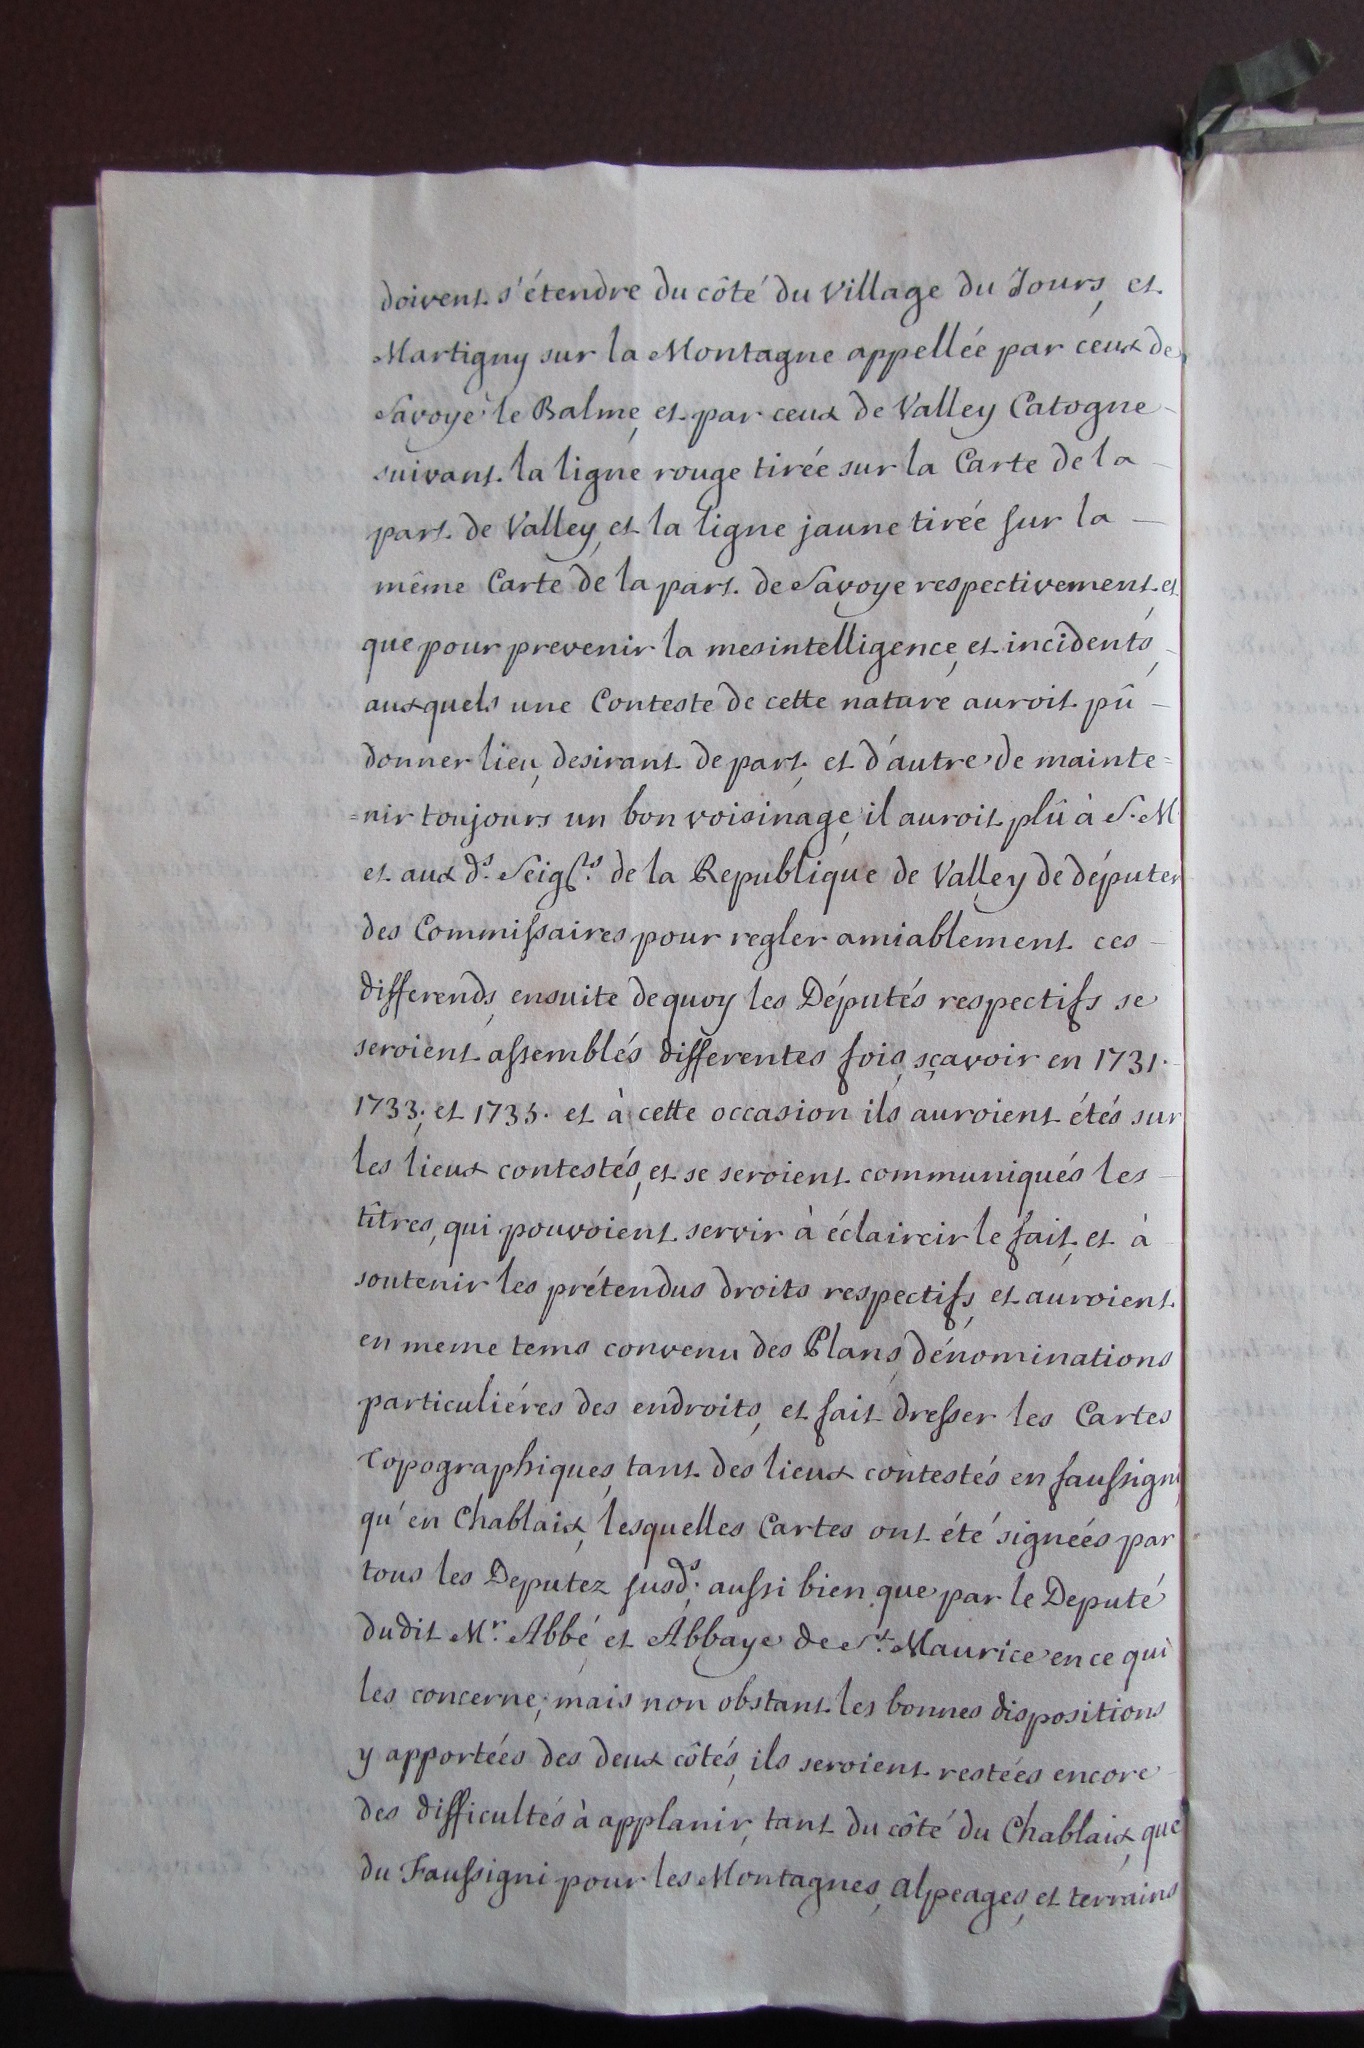 doivent s'étendre du côté du Village du Tours, et
Martigny sur la Montagne appellée par ceux de
Savoye le Balme, et par ceux de Valley Catogne
suivant la ligne rouge tirée sur la Carte de la
part de Valley, et la ligne jaune tirée sur la
même Carte de la part de Savoye respectivement, et
que pour prevenir la mesintelligence, et incidents,
auxquels une Conteste de cette nature auroit pû
donner lieu, desirant de part, et d'autre de mainte=
=nir toujours un bon voisinage, il auroit plû à S. M.
et aux ds. Seigrs. de la Republique de Valley de députer
des Commissaires pour regler amiablement ces
differends, ensuite dequoy les Députés respectifs se
seroient assemblés differentes fois, sçavoir en 1731.
1733., et 1735. et à cette occasion ils auroient étés sur
les lieux contestés, et se seroient communiqués les
tîtres, qui pouvoient servir à éclaircir le fait, et à
soutenir les prétendus droits respectifs, et auroient
en meme tems convenu des Plans, dénominations
particuliéres des endroits, et fait dresser les Cartes
Topographiques, tant des lieux contestés en faussigni,
qu'en Chablaix, lesquelles Cartes ont été signeés par
tous les Deputez susds. aussi bien que par le Deputé
dudit Mr. Abbé, et Abbaye de St. Maurice en ce qui
les concerne; mais non obstant les bonnes dispositions
y apportées des deux côtés, ils seroient restées encore
des difficultés à applanir, tant du côté du Chablaix, que
du Faussigni pour les Montagnes, alpeages, et terrains